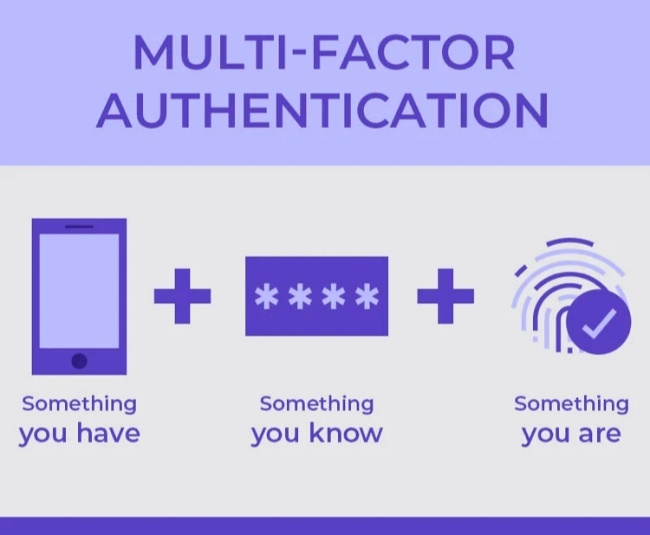 MULTI-FACTOR
AUTHENTICATION
****
Something
you have
Something
you know
Something
you are